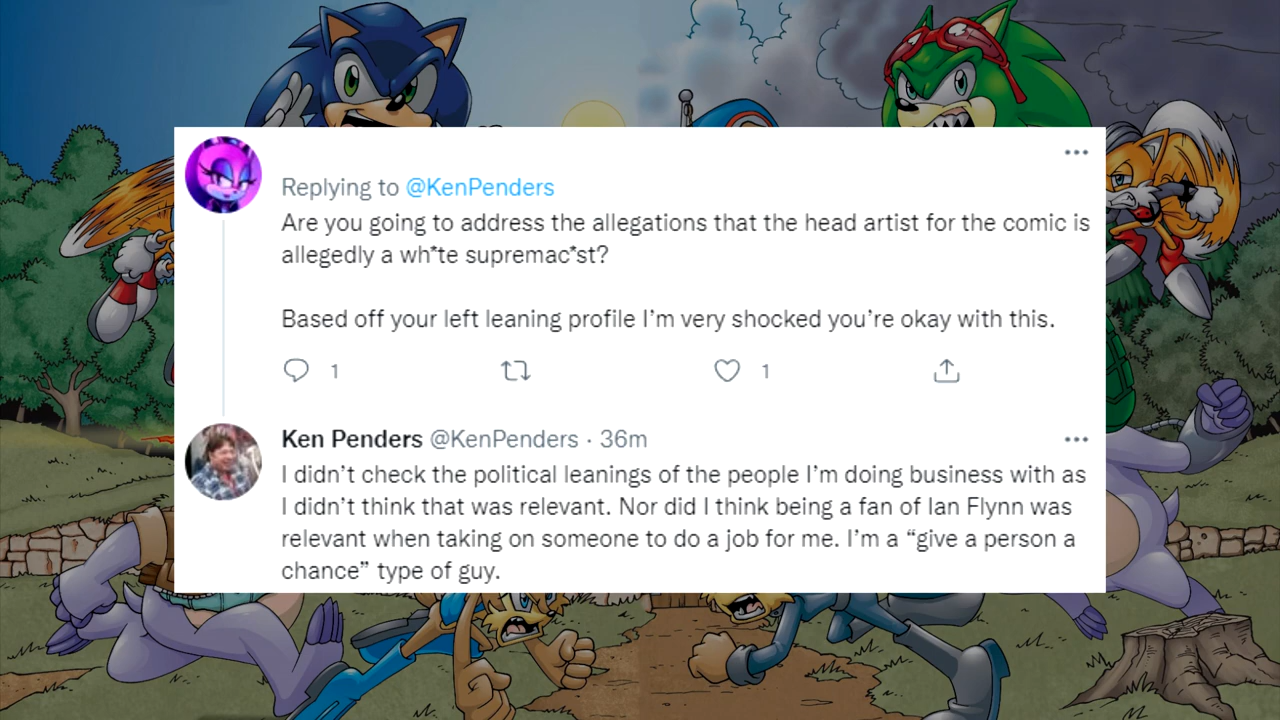 Replying to @KenPenders
Are you going to address the allegations that the head artist for the comic is
allegedly a wh*te supremac*st?
Based off your left leaning profile I’m very shocked you’re okay with this.
1
1
Ken Penders @KenPenders · 36m
I didn’t check the political leanings of the people I’m doing business with as
I didn’t think that was relevant. Nor did I think being a fan of Ian Flynn was
relevant when taking on someone to do a job for me. I’m a “give a person a
chance” type of guy.